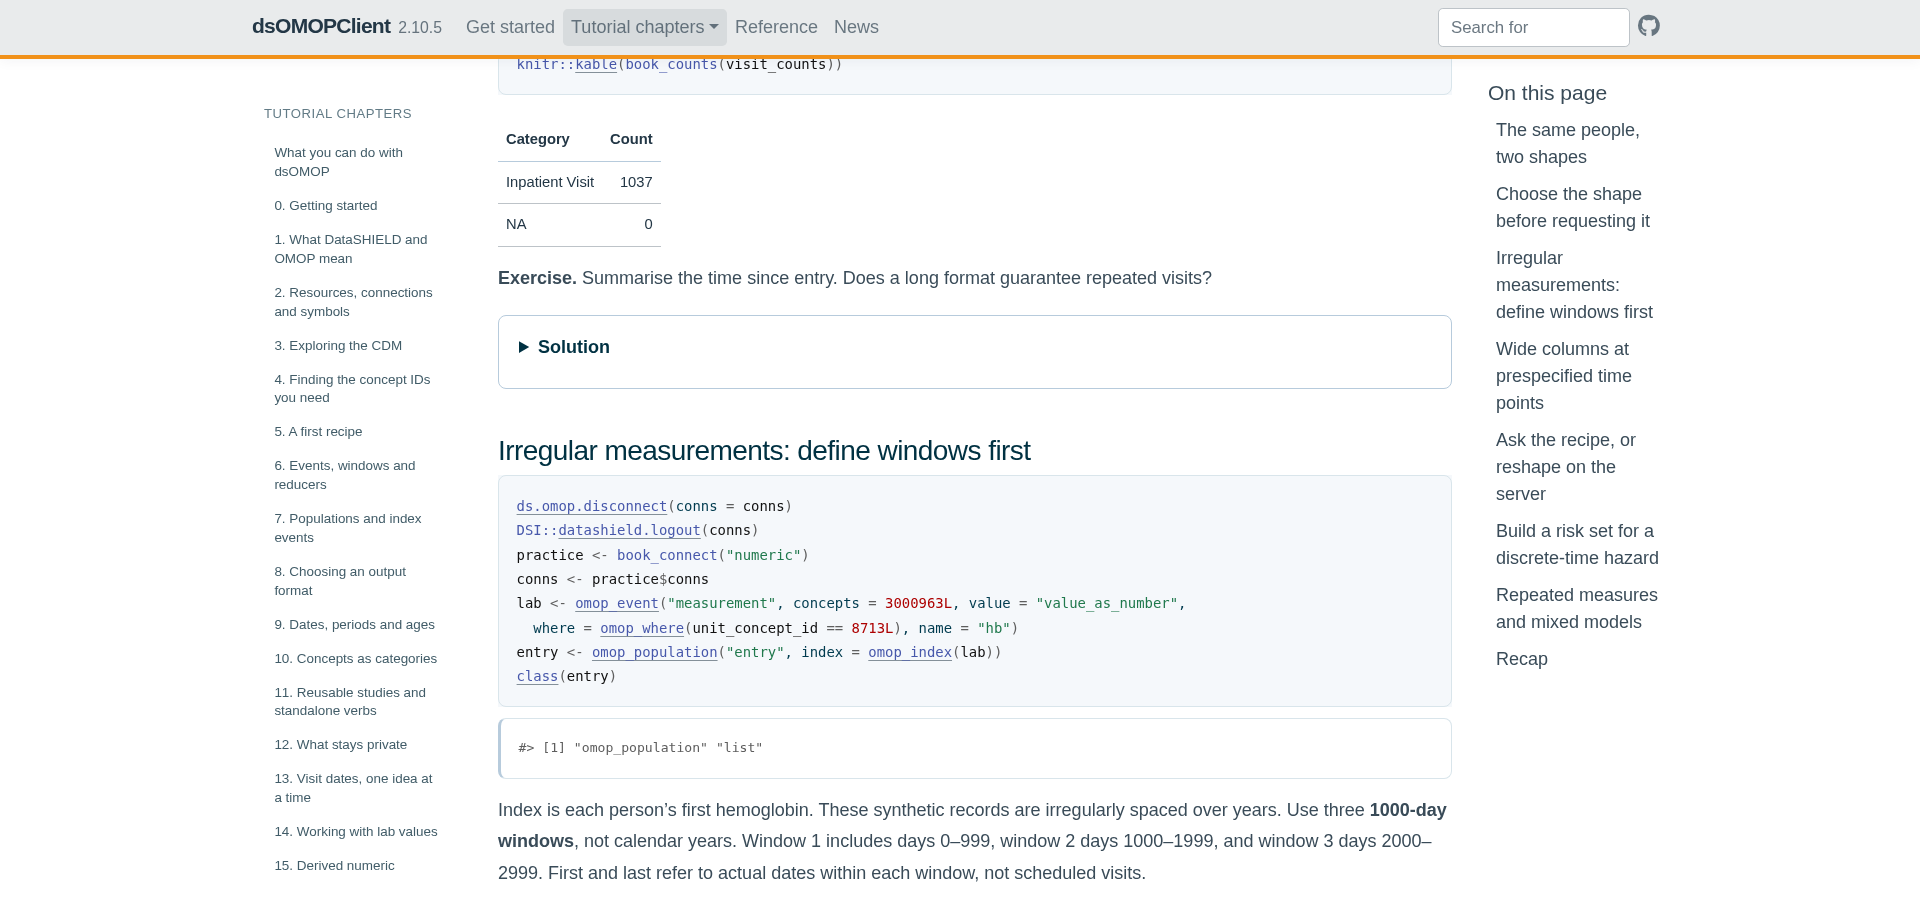 dsOMOPClient 2.10.5 Get started Tutorial chapters Reference News Search for
knitr::kable(book_counts(visit_counts))
TUTORIAL CHAPTERS
What you can do with
dsOMOP
0. Getting started
1. What DataSHIELD and
OMOP mean
2. Resources, connections
and symbols
3. Exploring the CDM
4. Finding the concept IDs
you need
5. A first recipe
6. Events, windows and
reducers
7. Populations and index
events
8. Choosing an output
format
9. Dates, periods and ages
10. Concepts as categories
11. Reusable studies and
standalone verbs
12. What stays private
13. Visit dates, one idea at
a time
14. Working with lab values
15. Derived numeric
Category Count
Inpatient Visit 1037
NA 0
Exercise. Summarise the time since entry. Does a long format guarantee repeated visits?
Solution
Irregular measurements: define windows first
ds.omop.disconnect(conns = conns)
DSI::datashield.logout(conns)
practice <- book_connect("numeric")
conns <- practice$conns
lab <- omop_event("measurement", concepts = 3000963L, value = "value_as_number",
  where = omop_where(unit_concept_id == 8713L), name = "hb")
entry <- omop_population("entry", index = omop_index(lab))
class(entry)
#> [1] "omop_population" "list"
Index is each person’s first hemoglobin. These synthetic records are irregularly spaced over years. Use three 1000-day
windows, not calendar years. Window 1 includes days 0–999, window 2 days 1000–1999, and window 3 days 2000–
2999. First and last refer to actual dates within each window, not scheduled visits.
On this page
The same people,
two shapes
Choose the shape
before requesting it
Irregular
measurements:
define windows first
Wide columns at
prespecified time
points
Ask the recipe, or
reshape on the
server
Build a risk set for a
discrete-time hazard
Repeated measures
and mixed models
Recap